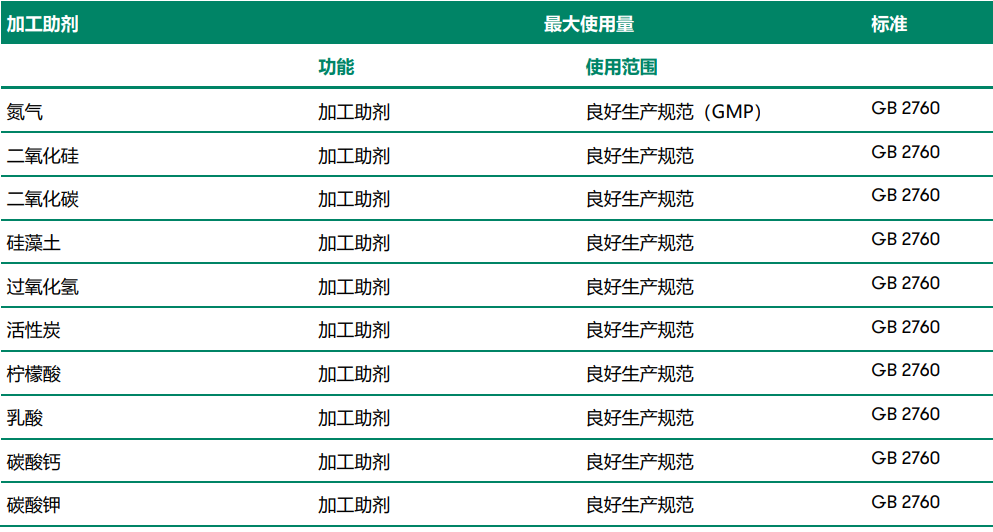 加工助剂 最大使用量 标准
功能 使用范围
氮气 加工助剂 良好生产规范（GMP） GB 2760
二氧化硅 加工助剂 良好生产规范 GB 2760
二氧化碳 加工助剂 良好生产规范 GB 2760
硅藻土 加工助剂 良好生产规范 GB 2760
过氧化氢 加工助剂 良好生产规范 GB 2760
活性炭 加工助剂 良好生产规范 GB 2760
柠檬酸 加工助剂 良好生产规范 GB 2760
乳酸 加工助剂 良好生产规范 GB 2760
碳酸钙 加工助剂 良好生产规范 GB 2760
碳酸钾 加工助剂 良好生产规范 GB 2760